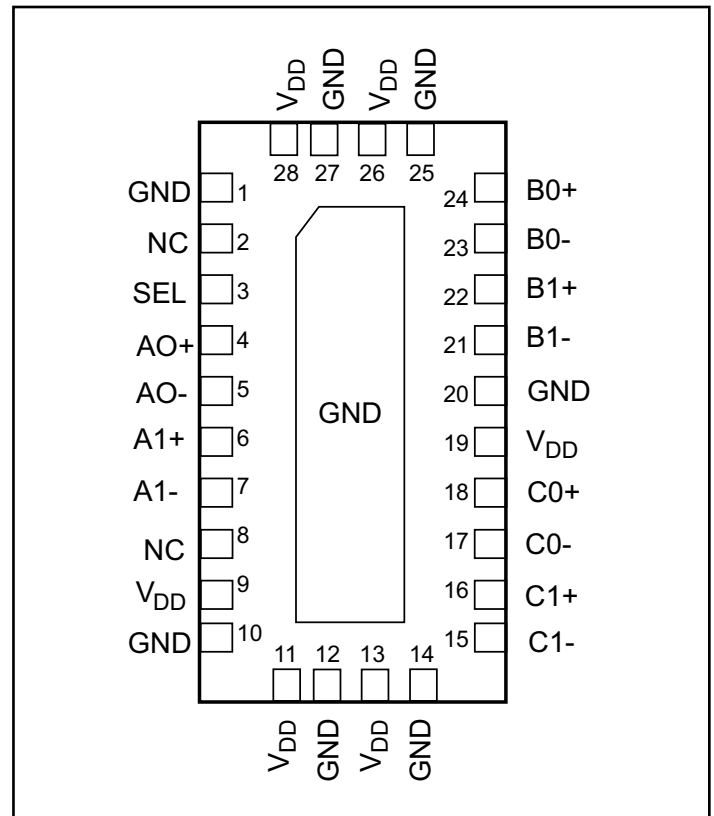 VDD GND VDD GND
28 27 26 25
GND 1
NC 2
SEL 3
AO+ 4
AO- 5
A1+ 6
A1- 7
NC 8
VDD 9
GND 10
GND
24 B0+
23 B0-
22 B1+
21 B1-
20 GND
19 VDD
18 C0+
17 C0-
16 C1+
15 C1-
11 12 13 14
VDD GND VDD GND